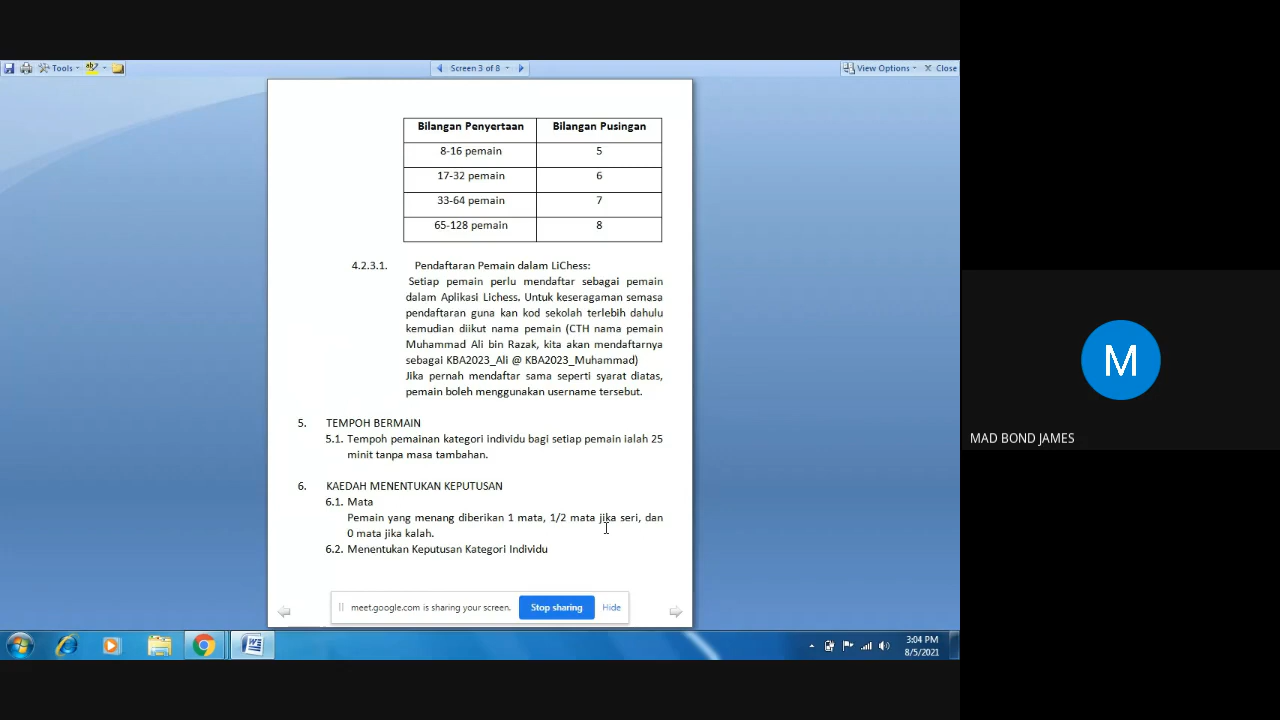 Tools
Screen 3 of 8
View Options
Close
Bilangan Penyertaan Bilangan Pusingan
8-16 pemain 5
17-32 pemain 6
33-64 pemain 7
65-128 pemain 8
4.2.3.1. Pendaftaran Pemain dalam LiChess:
Setiap pemain perlu mendaftar sebagai pemain
dalam Aplikasi Lichess. Untuk keseragaman semasa
pendaftaran guna kan kod sekolah terlebih dahulu
kemudian diikut nama pemain (CTH nama pemain
Muhammad Ali bin Razak, kita akan mendaftarnya
sebagai KBA2023_Ali @ KBA2023_Muhammad)
Jika pernah mendaftar sama seperti syarat diatas,
pemain boleh menggunakan username tersebut.
5. TEMPOH BERMAIN
5.1. Tempoh pemainan kategori individu bagi setiap pemain ialah 25
minit tanpa masa tambahan.
6. KAEDAH MENENTUKAN KEPUTUSAN
6.1. Mata
Pemain yang menang diberikan 1 mata, 1/2 mata jika seri, dan
0 mata jika kalah.
6.2. Menentukan Keputusan Kategori Individu
meet.google.com is sharing your screen. Stop sharing Hide
3:04 PM
8/5/2021
M
MAD BOND JAMES